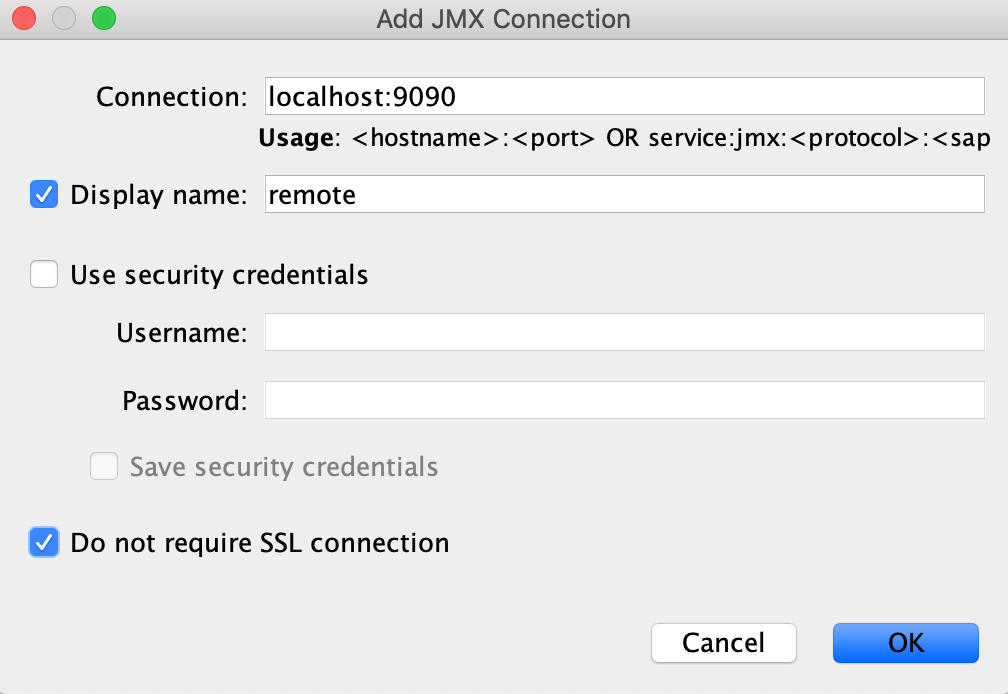 Add JMX Connection
Connection: localhost:9090
Usage: <hostname>:<port> OR service:jmx:<protocol>:<sap
Display name: remote
Use security credentials
Username:
Password:
Save security credentials
Do not require SSL connection
Cancel OK